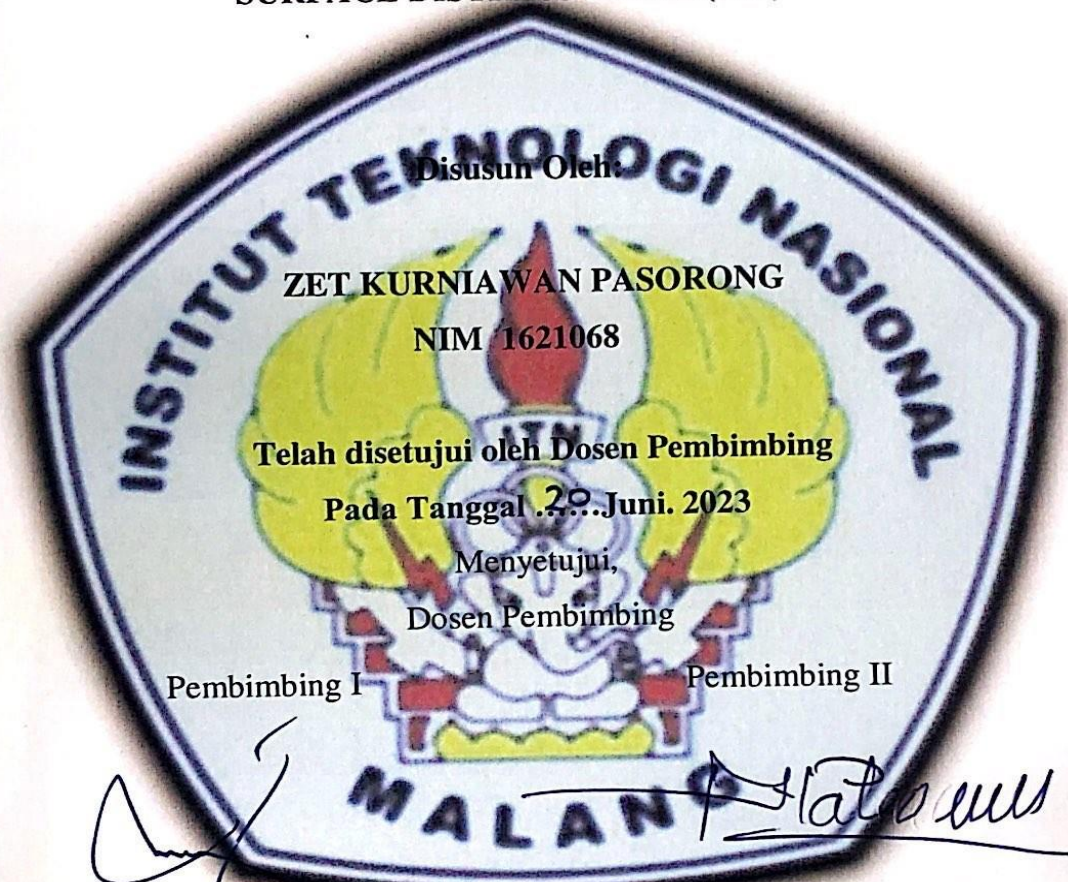 INSTITUT TEKNOLOGI NASIONAL
Disusun Oleh:
ZET KURNIAWAN PASORONG
NIM 1621068
ITN
Telah disetujui oleh Dosen Pembimbing
Pada Tanggal .20...Juni. 2023
Menyetujui,
Dosen Pembimbing
Pembimbing I Pembimbing II
MALANG